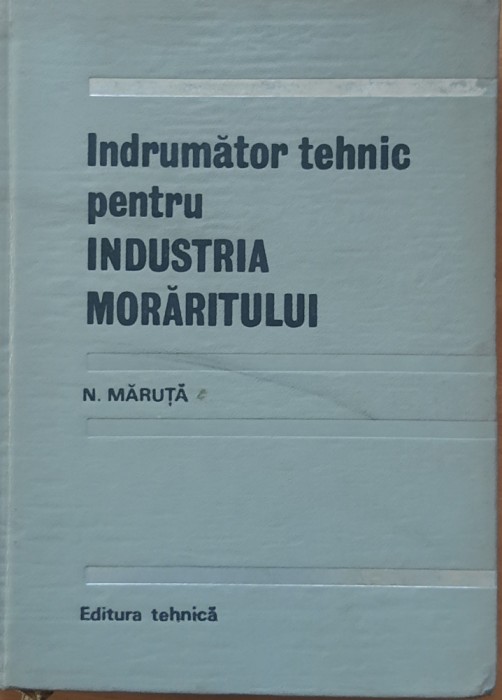 Indrumător tehnic
pentru
INDUSTRIA
MORĂRITULUI
N. MĂRUȚĂ
Editura tehnică